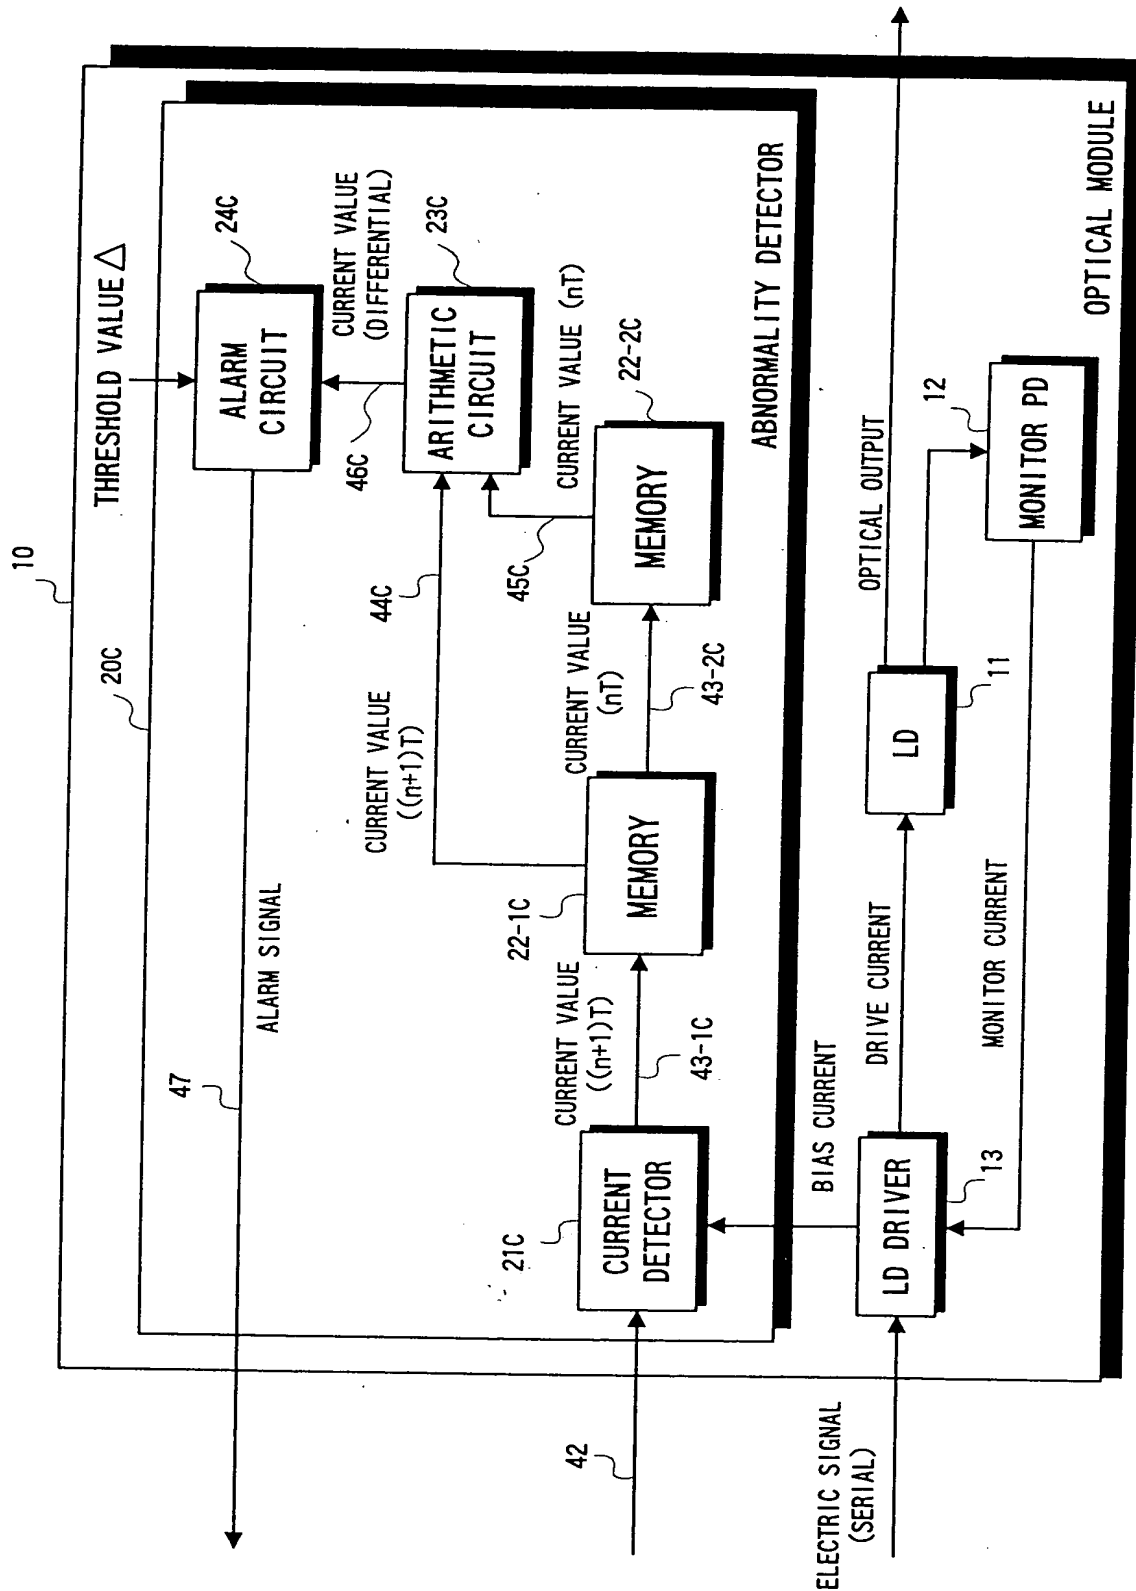 10
20C
THRESHOLD VALUE △
24C
ALARM
CIRCUIT
47
ALARM SIGNAL
CURRENT VALUE
(DIFFERENTIAL)
46C
23C
ARITHMETIC
CIRCUIT
CURRENT VALUE
((n+1)T)
44C
45C
CURRENT VALUE (nT)
21C
CURRENT
DETECTOR
42
CURRENT VALUE
((n+1)T)
43-1C
22-1C
MEMORY
CURRENT VALUE
(nT)
43-2C
22-2C
MEMORY
ABNORMALITY DETECTOR
BIAS CURRENT
ELECTRIC SIGNAL
(SERIAL)
LD DRIVER
13
DRIVE CURRENT
LD
11
OPTICAL OUTPUT
12
MONITOR PD
MONITOR CURRENT
OPTICAL MODULE